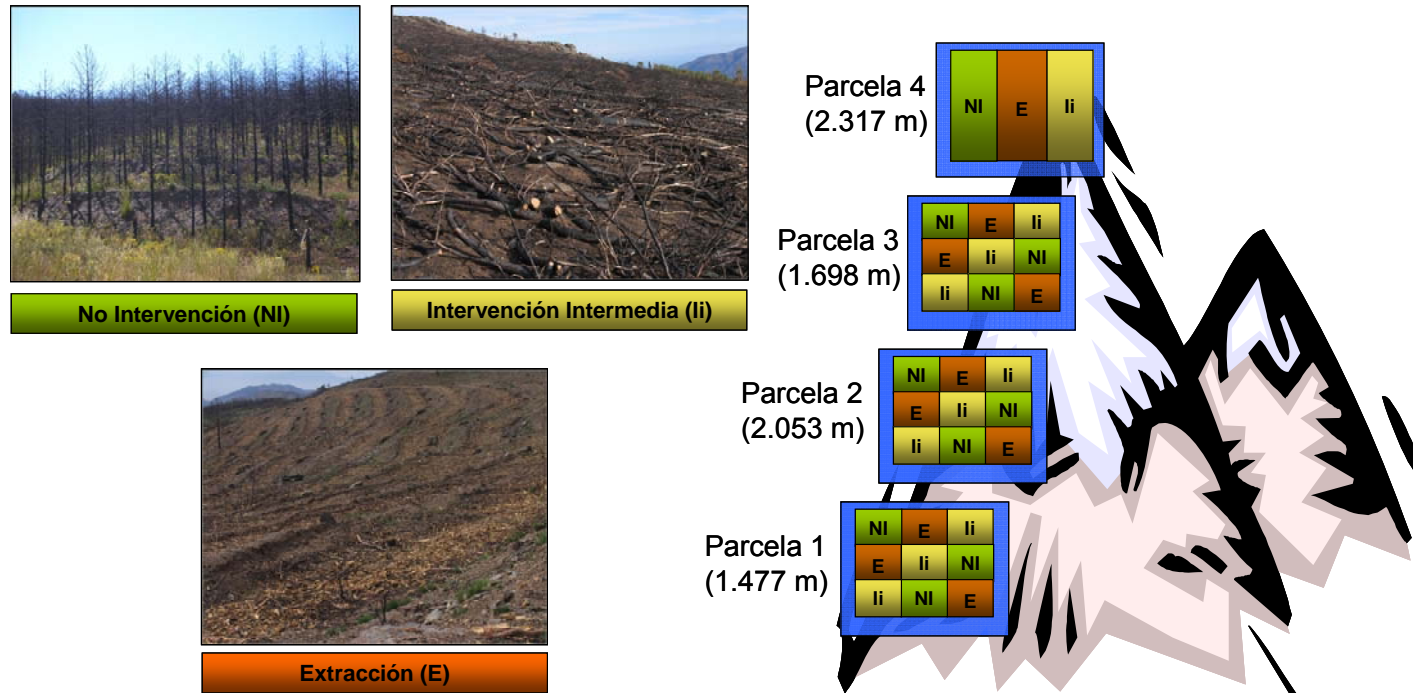 No Intervención (NI)
Intervención Intermedia (Ii)
Extracción (E)
Parcela 4
(2.317 m)
NI E Ii
Parcela 3
(1.698 m)
NI E Ii
E Ii NI
Ii NI E
Parcela 2
(2.053 m)
NI E Ii
E Ii NI
Ii NI E
Parcela 1
(1.477 m)
NI E Ii
E Ii NI
Ii NI E